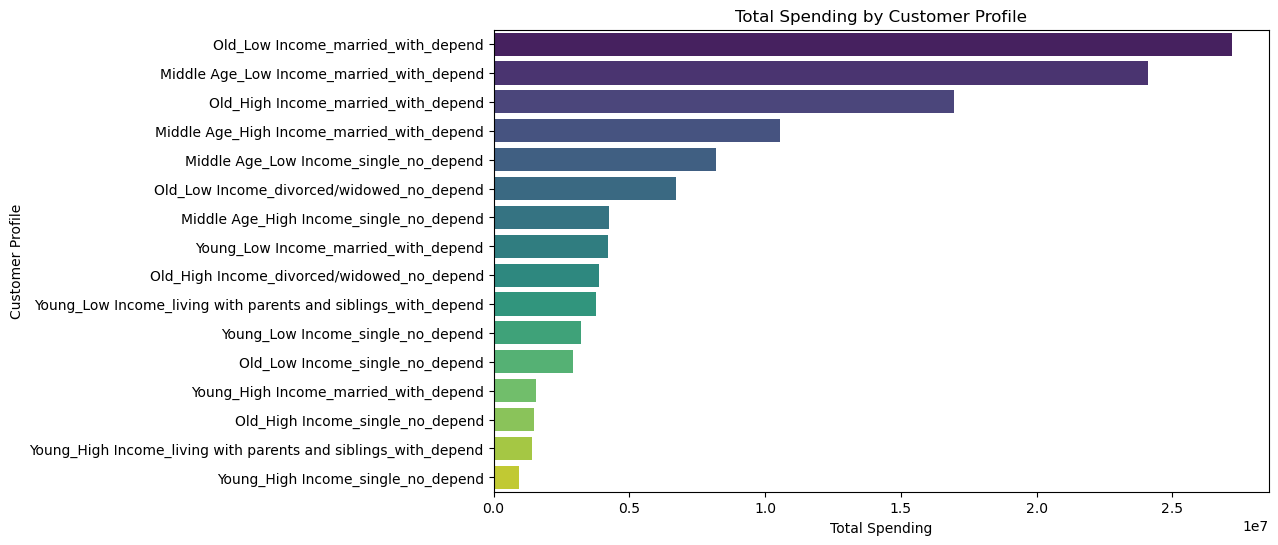 Total Spending by Customer Profile
Customer Profile
Old_Low Income_married_with_depend
Middle Age_Low Income_married_with_depend
Old_High Income_married_with_depend
Middle Age_High Income_married_with_depend
Middle Age_Low Income_single_no_depend
Old_Low Income_divorced/widowed_no_depend
Middle Age_High Income_single_no_depend
Young_Low Income_married_with_depend
Old_High Income_divorced/widowed_no_depend
Young_Low Income_living with parents and siblings_with_depend
Young_Low Income_single_no_depend
Old_Low Income_single_no_depend
Young_High Income_married_with_depend
Old_High Income_single_no_depend
Young_High Income_living with parents and siblings_with_depend
Young_High Income_single_no_depend
0.0 0.5 1.0 1.5 2.0 2.5
1e7
Total Spending